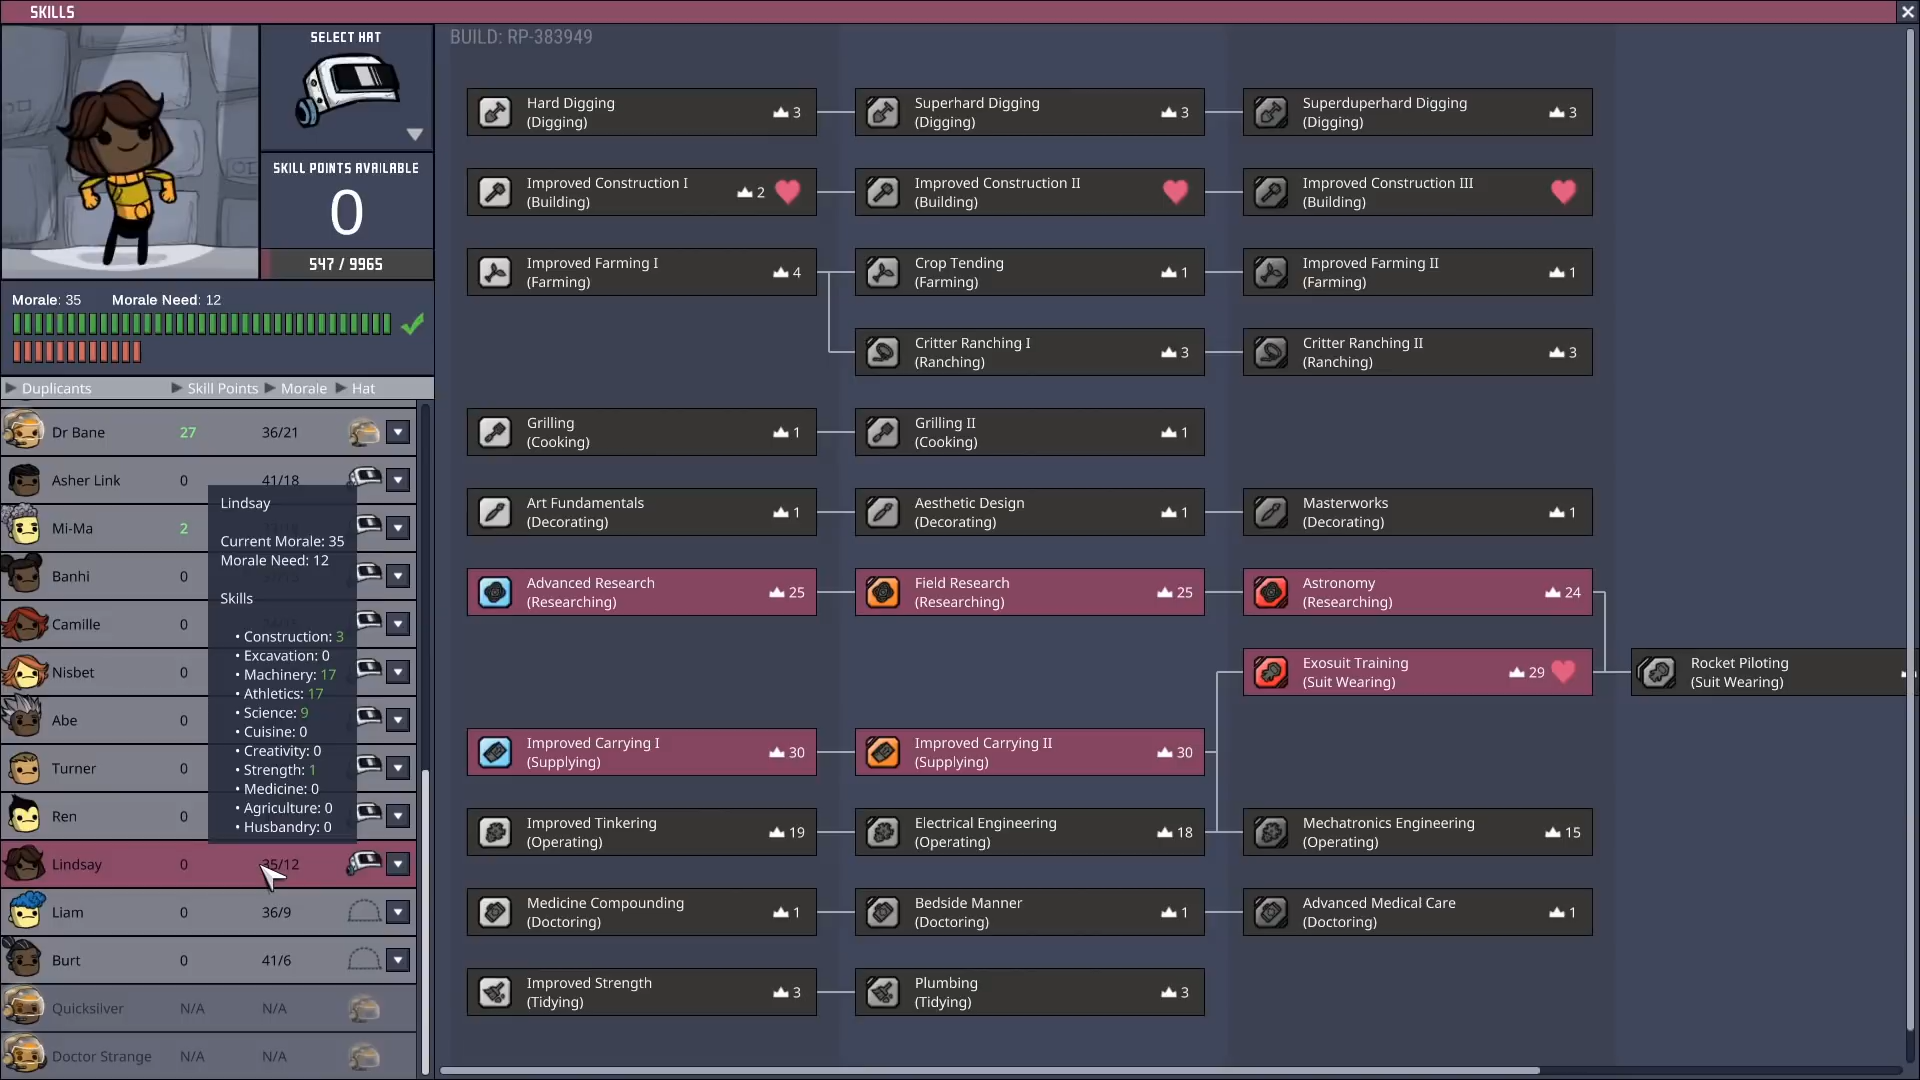 SKILLS
SELECT HAT
SKILL POINTS AVAILABLE
0
547 / 9965
Morale: 35 Morale Need: 12
Duplicants Skill Points Morale Hat
Dr Bane 27 36/21
Asher Link 0 41/18
Mi-Ma 2
Banhi 0
Camille 0
Nisbet 0
Abe 0
Turner 0
Ren 0
Lindsay 0 35/12
Liam 0 36/9
Burt 0 41/6
Quicksilver N/A N/A
Doctor Strange N/A N/A
Lindsay
Current Morale: 35
Morale Need: 12
Skills
• Construction: 3
• Excavation: 0
• Machinery: 17
• Athletics: 17
• Science: 9
• Cuisine: 0
• Creativity: 0
• Strength: 1
• Medicine: 0
• Agriculture: 0
• Husbandry: 0
BUILD: RP-383949
Hard Digging
(Digging)
3
Superhard Digging
(Digging)
3
Superduperhard Digging
(Digging)
3
Improved Construction I
(Building)
2
Improved Construction II
(Building)
Improved Construction III
(Building)
Improved Farming I
(Farming)
4
Crop Tending
(Farming)
1
Improved Farming II
(Farming)
1
Critter Ranching I
(Ranching)
3
Critter Ranching II
(Ranching)
3
Grilling
(Cooking)
1
Grilling II
(Cooking)
1
Art Fundamentals
(Decorating)
1
Aesthetic Design
(Decorating)
1
Masterworks
(Decorating)
1
Advanced Research
(Researching)
25
Field Research
(Researching)
25
Astronomy
(Researching)
24
Exosuit Training
(Suit Wearing)
29
Rocket Piloting
(Suit Wearing)
Improved Carrying I
(Supplying)
30
Improved Carrying II
(Supplying)
30
Improved Tinkering
(Operating)
19
Electrical Engineering
(Operating)
18
Mechatronics Engineering
(Operating)
15
Medicine Compounding
(Doctoring)
1
Bedside Manner
(Doctoring)
1
Advanced Medical Care
(Doctoring)
1
Improved Strength
(Tidying)
3
Plumbing
(Tidying)
3